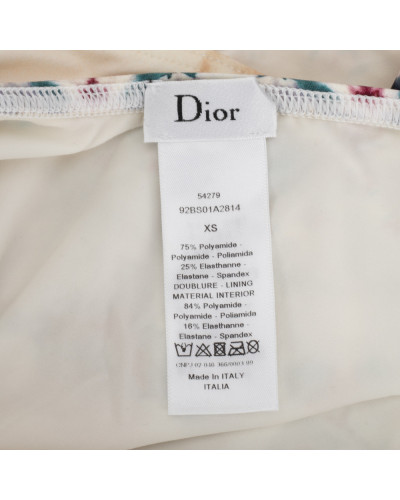 Dior
54279
92BS01A2814
XS
75% Polyamide -
Polyamide - Poliamida
25% Elasthanne -
Elastane - Spandex
DOUBLURE - LINING
MATERIAL INTERIOR
84% Polyamide -
Polyamide - Poliamida
16% Elasthanne -
Elastane - Spandex
Made In ITALY
ITALIA